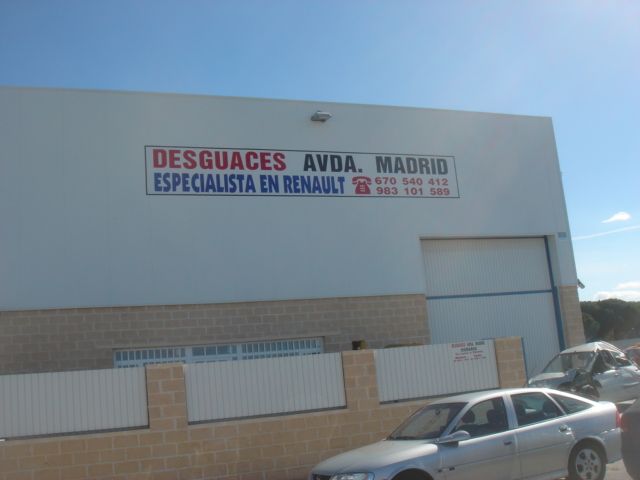 DESGUACES AVDA. MADRID
ESPECIALISTA EN RENAULT
670 540 412
983 101 589